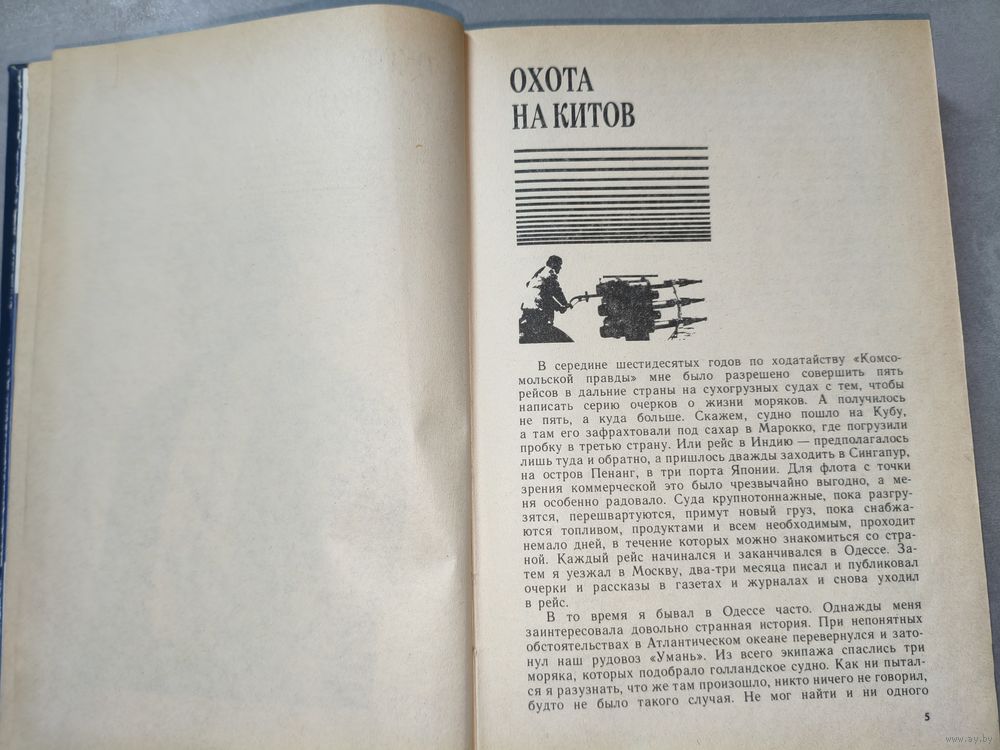 ОХОТА
НА КИТОВ
В середине шестидесятых годов по ходатайству «Комсо-
мольской правды» мне было разрешено совершить пять
рейсов в дальние страны на сухогрузных судах с тем, чтобы
написать серию очерков о жизни моряков. А получилось
не пять, а куда больше. Скажем, судно пошло на Кубу,
а там его зафрахтовали под сахар в Марокко, где погрузили
пробку в третью страну. Или рейс в Индию — предполагалось
лишь туда и обратно, а пришлось дважды заходить в Сингапур,
на остров Пенанг, в три порта Японии. Для флота с точки
зрения коммерческой это было чрезвычайно выгодно, а ме-
ня особенно радовало. Суда крупнотоннажные, пока разгру-
зятся, перешвартуются, примут новый груз, пока снабжа-
ются топливом, продуктами и всем необходимым, проходит
немало дней, в течение которых можно знакомиться со стра-
ной. Каждый рейс начинался и заканчивался в Одессе. За-
тем я уезжал в Москву, два-три месяца писал и публиковал
очерки и рассказы в газетах и журналах и снова уходил
в рейс.
В то время я бывал в Одессе часто. Однажды меня
заинтересовала довольно странная история. При непонятных
обстоятельствах в Атлантическом океане перевернулся и зато-
нул наш рудовоз «Умань». Из всего экипажа спаслись три
моряка, которых подобрало голландское судно. Как ни пытал-
ся я разузнать, что же там произошло, никто ничего не говорил,
будто не было такого случая. Не мог найти и ни одного
5
www.ay.by